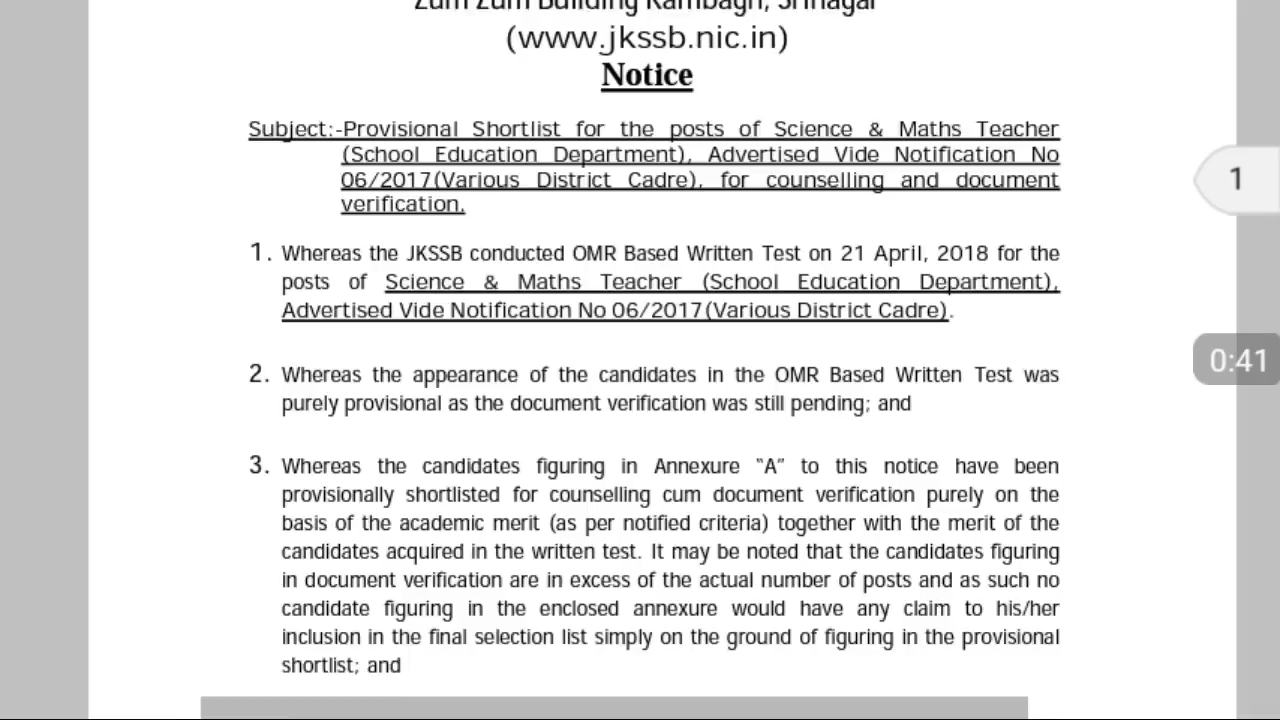 Zum Zum Building Rambagh, Srinagar
(www.jkssb.nic.in)
Notice
Subject:-Provisional Shortlist for the posts of Science & Maths Teacher
(School Education Department), Advertised Vide Notification No
06/2017(Various District Cadre), for counselling and document
verification.
1. Whereas the JKSSB conducted OMR Based Written Test on 21 April, 2018 for the
posts of Science & Maths Teacher (School Education Department),
Advertised Vide Notification No 06/2017(Various District Cadre).
2. Whereas the appearance of the candidates in the OMR Based Written Test was
purely provisional as the document verification was still pending; and
3. Whereas the candidates figuring in Annexure "A" to this notice have been
provisionally shortlisted for counselling cum document verification purely on the
basis of the academic merit (as per notified criteria) together with the merit of the
candidates acquired in the written test. It may be noted that the candidates figuring
in document verification are in excess of the actual number of posts and as such no
candidate figuring in the enclosed annexure would have any claim to his/her
inclusion in the final selection list simply on the ground of figuring in the provisional
shortlist; and
1
0:41